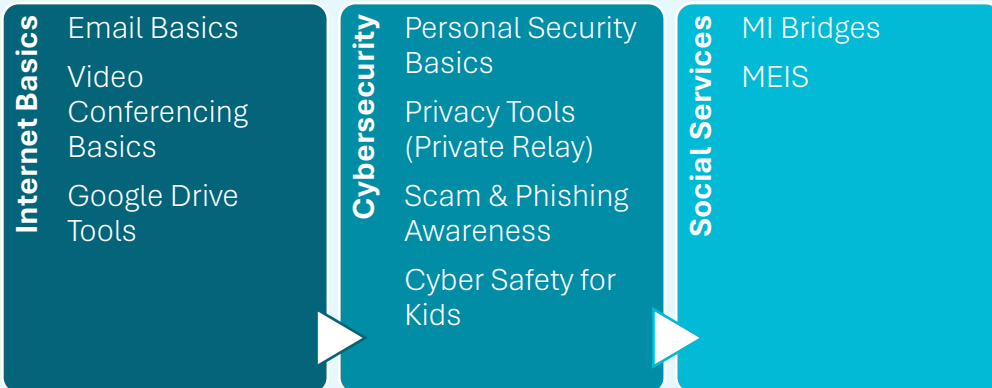 Internet Basics
Email Basics
Video
Conferencing
Basics
Google Drive
Tools
Cybersecurity
Personal Security
Basics
Privacy Tools
(Private Relay)
Scam & Phishing
Awareness
Cyber Safety for
Kids
Social Services
MI Bridges
MEIS